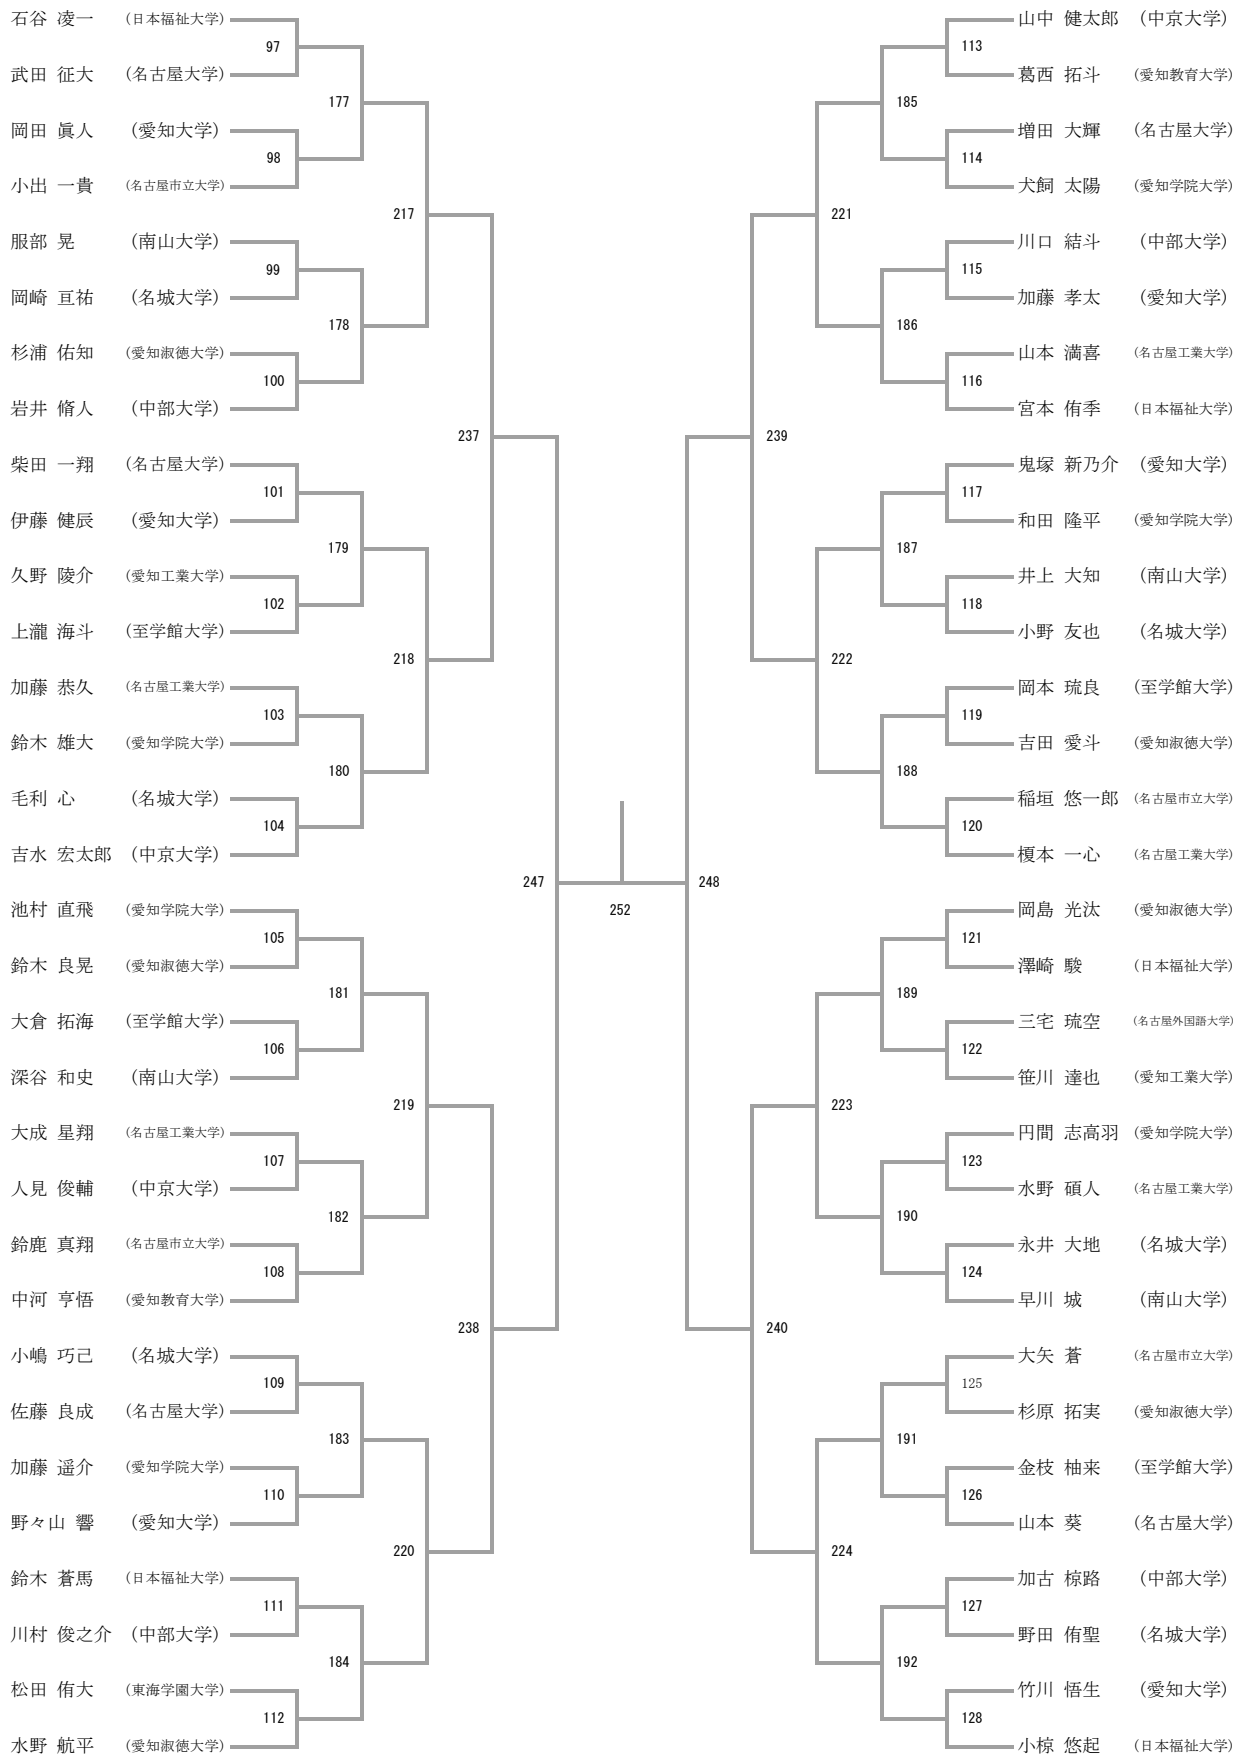 石谷 凌一 (日本福祉大学)
97
武田 征大 (名古屋大学)
177
岡田 眞人 (愛知大学)
98
小出 一貴 (名古屋市立大学)
217
服部 晃 (南山大学)
99
岡崎 亘祐 (名城大学)
178
杉浦 佑知 (愛知淑徳大学)
100
岩井 脩人 (中部大学)
237
柴田 一翔 (名古屋大学)
101
伊藤 健辰 (愛知大学)
179
久野 陵介 (愛知工業大学)
102
上瀧 海斗 (至学館大学)
218
加藤 恭久 (名古屋工業大学)
103
鈴木 雄大 (愛知学院大学)
180
毛利 心 (名城大学)
104
吉水 宏太郎 (中京大学)
247
252
池村 直飛 (愛知学院大学)
105
鈴木 良晃 (愛知淑徳大学)
181
大倉 拓海 (至学館大学)
106
深谷 和史 (南山大学)
219
大成 星翔 (名古屋工業大学)
107
人見 俊輔 (中京大学)
182
鈴鹿 真翔 (名古屋市立大学)
108
中河 亨悟 (愛知教育大学)
238
小嶋 巧己 (名城大学)
109
佐藤 良成 (名古屋大学)
183
加藤 遥介 (愛知学院大学)
110
野々山 響 (愛知大学)
220
鈴木 蒼馬 (日本福祉大学)
111
川村 俊之介 (中部大学)
184
松田 侑大 (東海学園大学)
112
水野 航平 (愛知淑徳大学)
山中 健太郎 (中京大学)
113
葛西 拓斗 (愛知教育大学)
185
増田 大輝 (名古屋大学)
114
犬飼 太陽 (愛知学院大学)
221
川口 結斗 (中部大学)
115
加藤 孝太 (愛知大学)
186
山本 満喜 (名古屋工業大学)
116
宮本 侑季 (日本福祉大学)
239
鬼塚 新乃介 (愛知大学)
117
和田 隆平 (愛知学院大学)
187
井上 大知 (南山大学)
118
小野 友也 (名城大学)
222
岡本 琉良 (至学館大学)
119
吉田 愛斗 (愛知淑徳大学)
188
稲垣 悠一郎 (名古屋市立大学)
120
榎本 一心 (名古屋工業大学)
248
岡島 光汰 (愛知淑徳大学)
121
澤崎 駿 (日本福祉大学)
189
三宅 琉空 (名古屋外国語大学)
122
笹川 達也 (愛知工業大学)
223
円間 志高羽 (愛知学院大学)
123
水野 碩人 (名古屋工業大学)
190
永井 大地 (名城大学)
124
早川 城 (南山大学)
240
大矢 蒼 (名古屋市立大学)
125
杉原 拓実 (愛知淑徳大学)
191
金枝 柚来 (至学館大学)
126
山本 葵 (名古屋大学)
224
加古 椋路 (中部大学)
127
野田 侑聖 (名城大学)
192
竹川 悟生 (愛知大学)
128
小椋 悠起 (日本福祉大学)